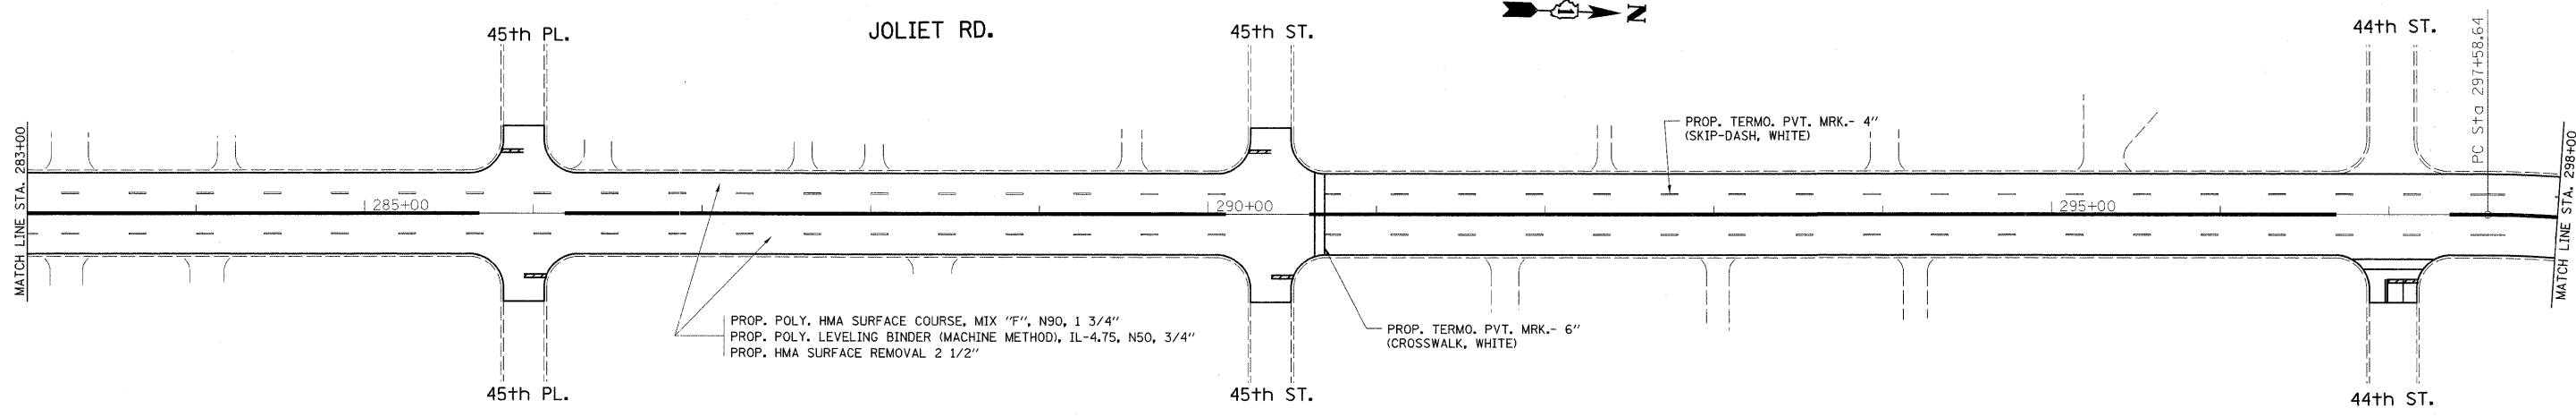 45th PL.
JOLIET RD.
45th ST.
1
N
44th ST.
PC Sta 297+58.64
MATCH LINE STA. 283+00
PROP. TERMO. PVT. MRK.- 4"
(SKIP-DASH, WHITE)
MATCH LINE STA. 298+00
285+00
290+00
295+00
PROP. POLY. HMA SURFACE COURSE, MIX "F", N90, 1 3/4"
PROP. POLY. LEVELING BINDER (MACHINE METHOD), IL-4.75, N50, 3/4"
PROP. HMA SURFACE REMOVAL 2 1/2"
PROP. TERMO. PVT. MRK.- 6"
(CROSSWALK, WHITE)
45th PL.
45th ST.
44th ST.